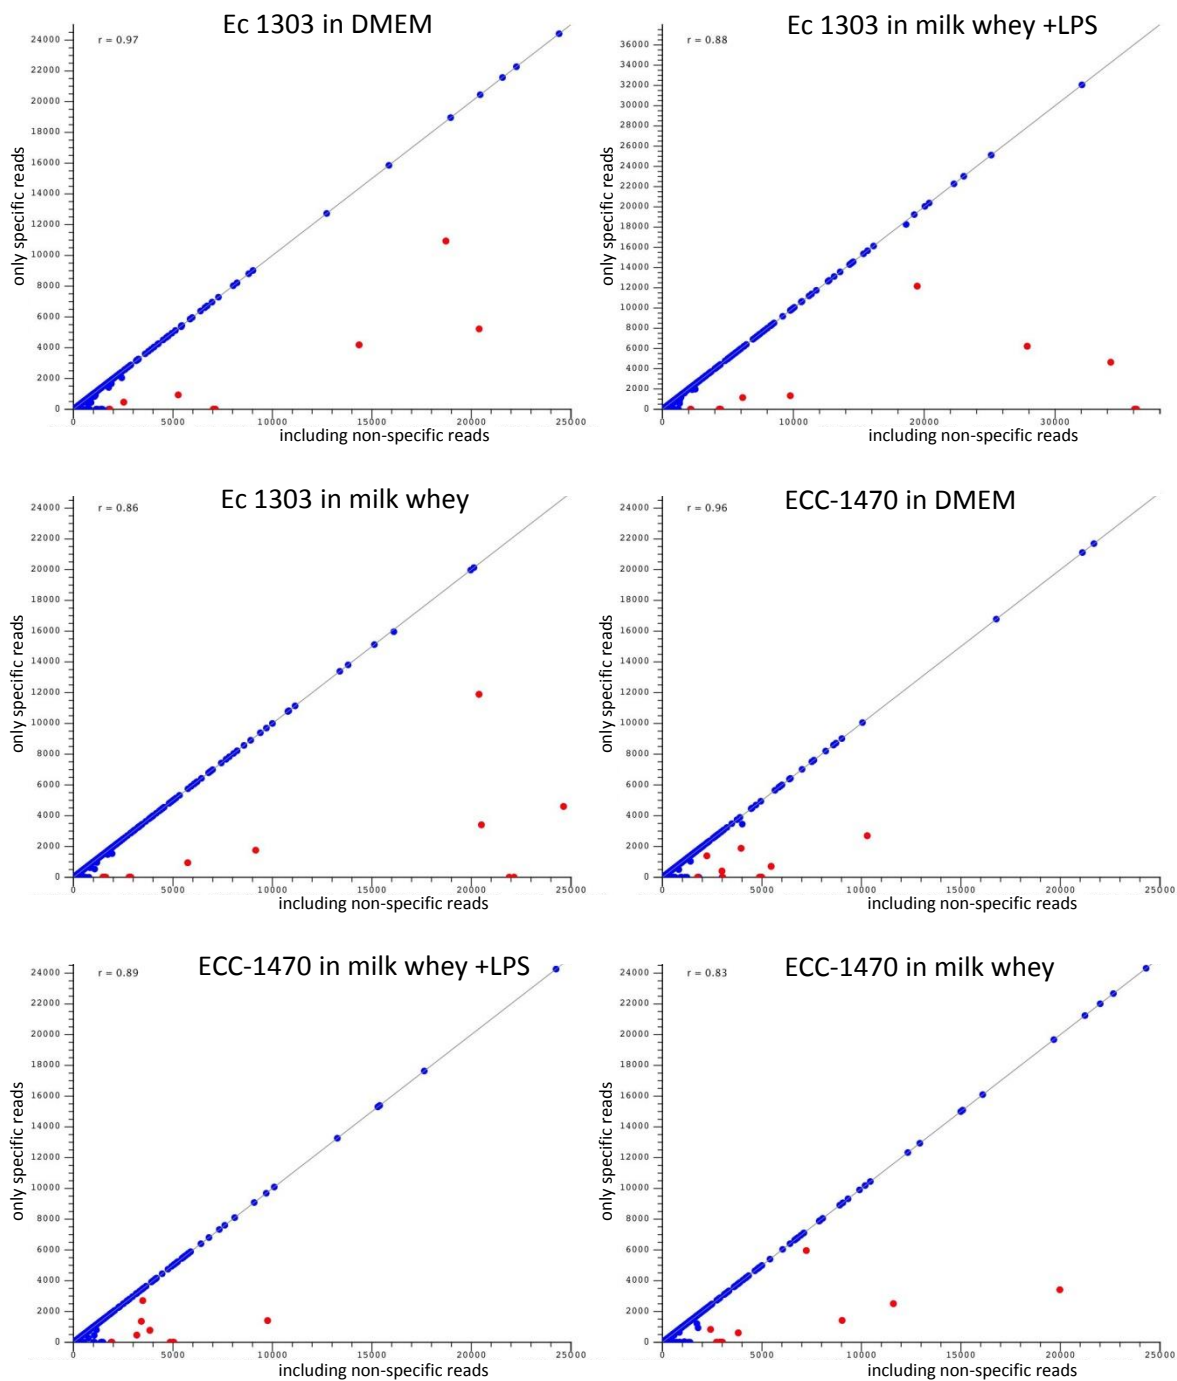 Ec 1303 in DMEM
r = 0.97
24000
22000
20000
18000
16000
14000
12000
10000
8000
6000
4000
2000
0
only specific reads
0 5000 10000 15000 20000 25000
including non-specific reads
Ec 1303 in milk whey +LPS
r = 0.88
36000
34000
32000
30000
28000
26000
24000
22000
20000
18000
16000
14000
12000
10000
8000
6000
4000
2000
0
only specific reads
0 10000 20000 30000
including non-specific reads
Ec 1303 in milk whey
r = 0.86
24000
22000
20000
18000
16000
14000
12000
10000
8000
6000
4000
2000
0
only specific reads
0 5000 10000 15000 20000 25000
including non-specific reads
ECC-1470 in DMEM
r = 0.96
24000
22000
20000
18000
16000
14000
12000
10000
8000
6000
4000
2000
0
only specific reads
0 5000 10000 15000 20000 25000
including non-specific reads
ECC-1470 in milk whey +LPS
r = 0.89
24000
22000
20000
18000
16000
14000
12000
10000
8000
6000
4000
2000
0
only specific reads
0 5000 10000 15000 20000 25000
including non-specific reads
ECC-1470 in milk whey
r = 0.83
24000
22000
20000
18000
16000
14000
12000
10000
8000
6000
4000
2000
0
only specific reads
0 5000 10000 15000 20000 25000
including non-specific reads